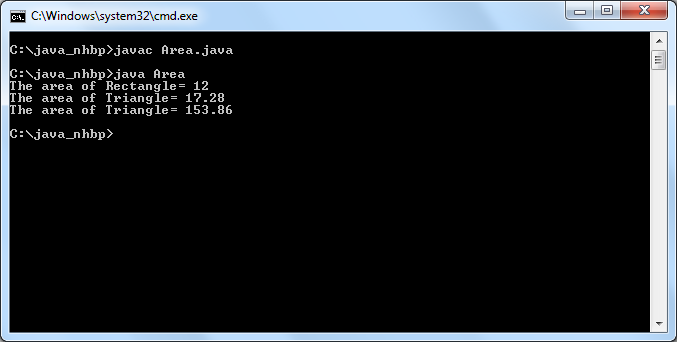 C:\Windows\system32\cmd.exe
C:\java_nhbp>javac Area.java
C:\java_nhbp>java Area
The area of Rectangle= 12
The area of Triangle= 17.28
The area of Triangle= 153.86
C:\java_nhbp>